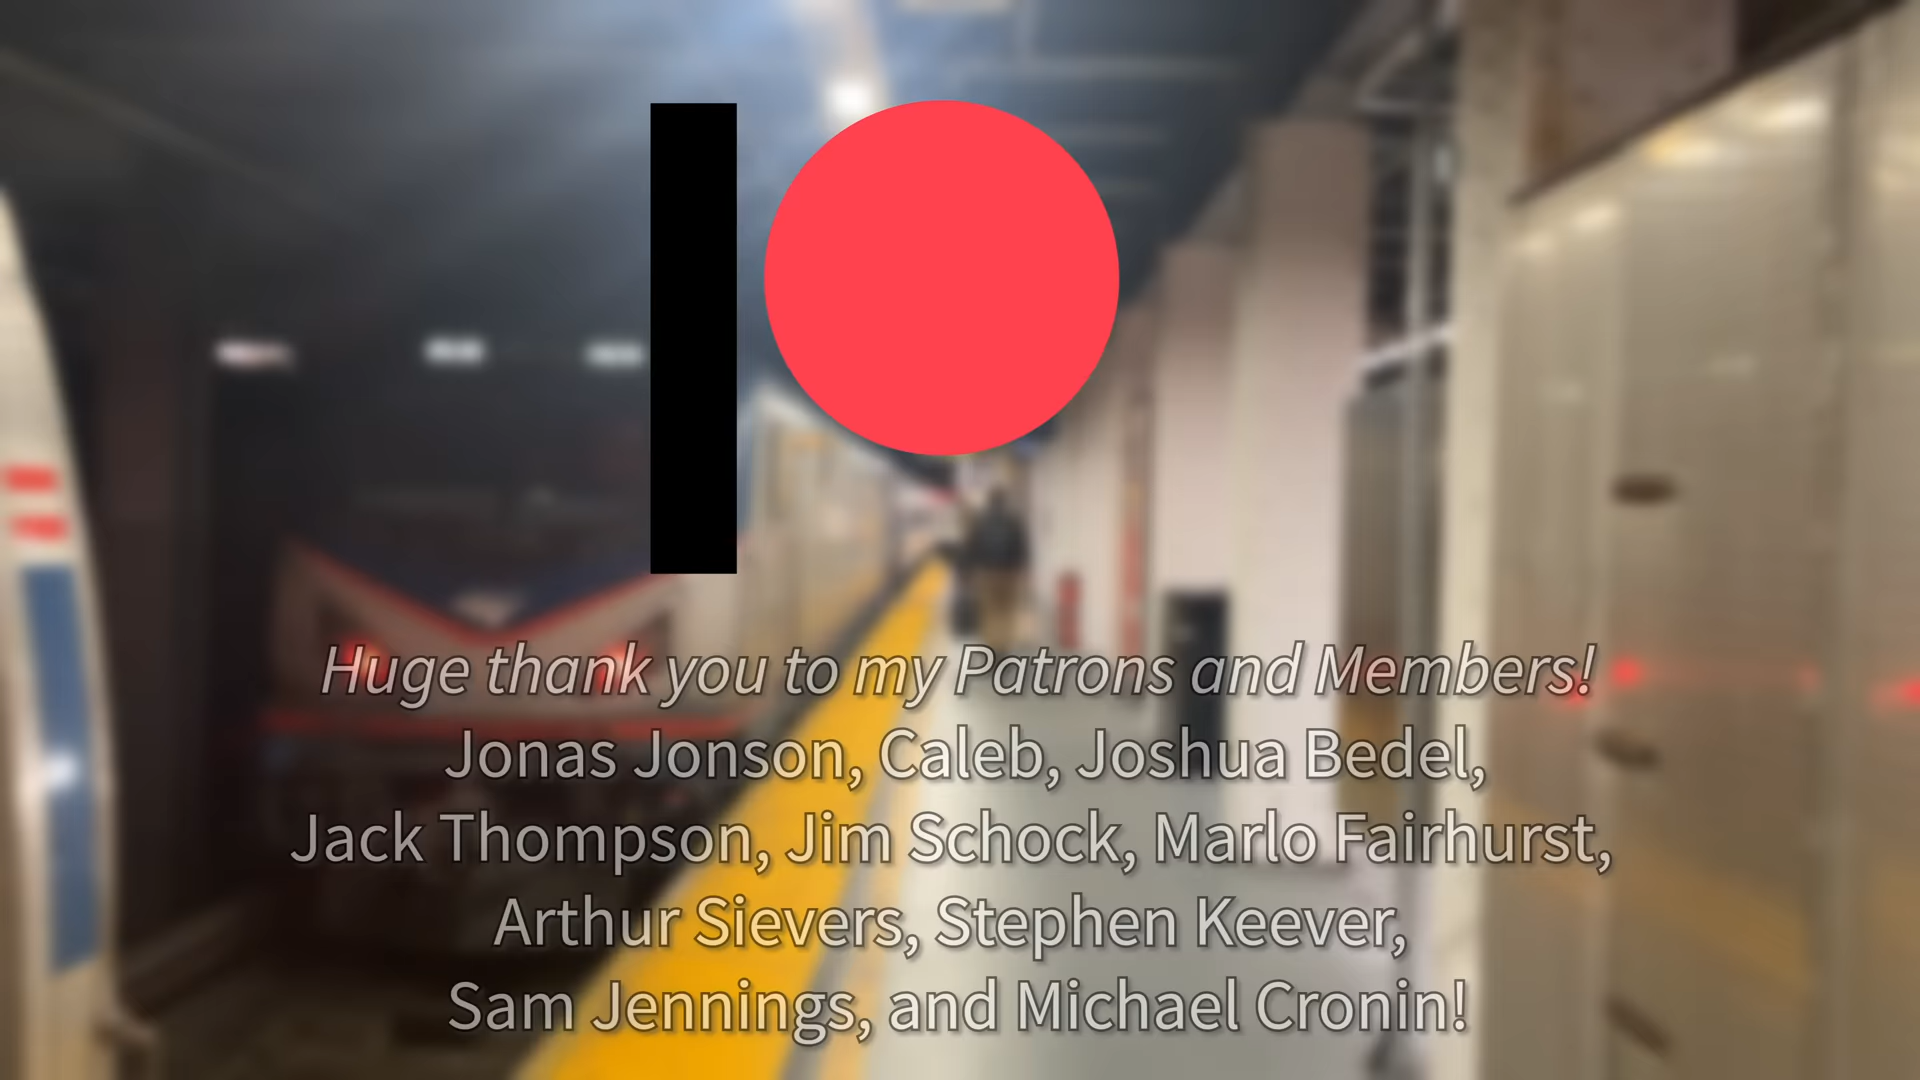 Huge thank you to my Patrons and Members!
Jonas Jonson, Caleb, Joshua Bedel,
Jack Thompson, Jim Schock, Marlo Fairhurst,
Arthur Sievers, Stephen Keever,
Sam Jennings, and Michael Cronin!